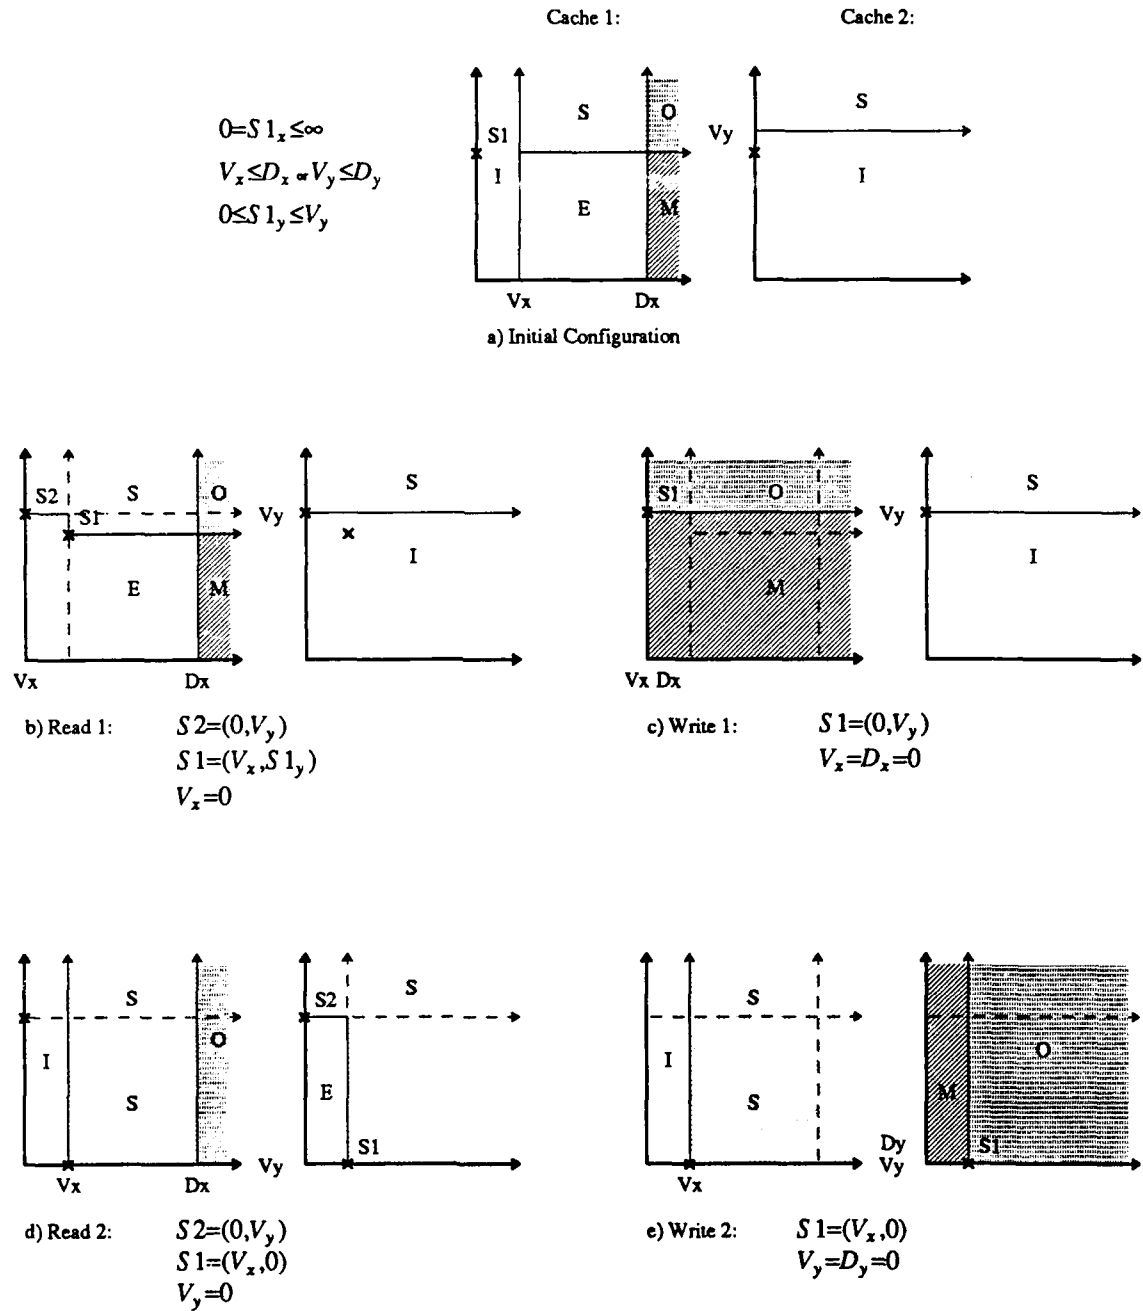 Cache 1:
Cache 2:
0=S1x≤∞
Vx≤Dx ∝ Vy≤Dy
0≤S1y≤Vy
S
O
S1
I
E
M
Vx
Dx
S
Vy
I
a) Initial Configuration
S2
S
O
S1
E
M
Vx
Dx
S
Vy
I
b) Read 1:
S2=(0,Vy)
S1=(Vx,S1y)
Vx=0
S1
O
M
Vx Dx
S
Vy
I
c) Write 1:
S1=(0,Vy)
Vx=Dx=0
S
O
I
S
Vx
Dx
S2
S
E
S1
Vy
d) Read 2:
S2=(0,Vy)
S1=(Vx,0)
Vy=0
S
I
S
Vx
O
M
S1
Dy
Vy
e) Write 2:
S1=(Vx,0)
Vy=Dy=0